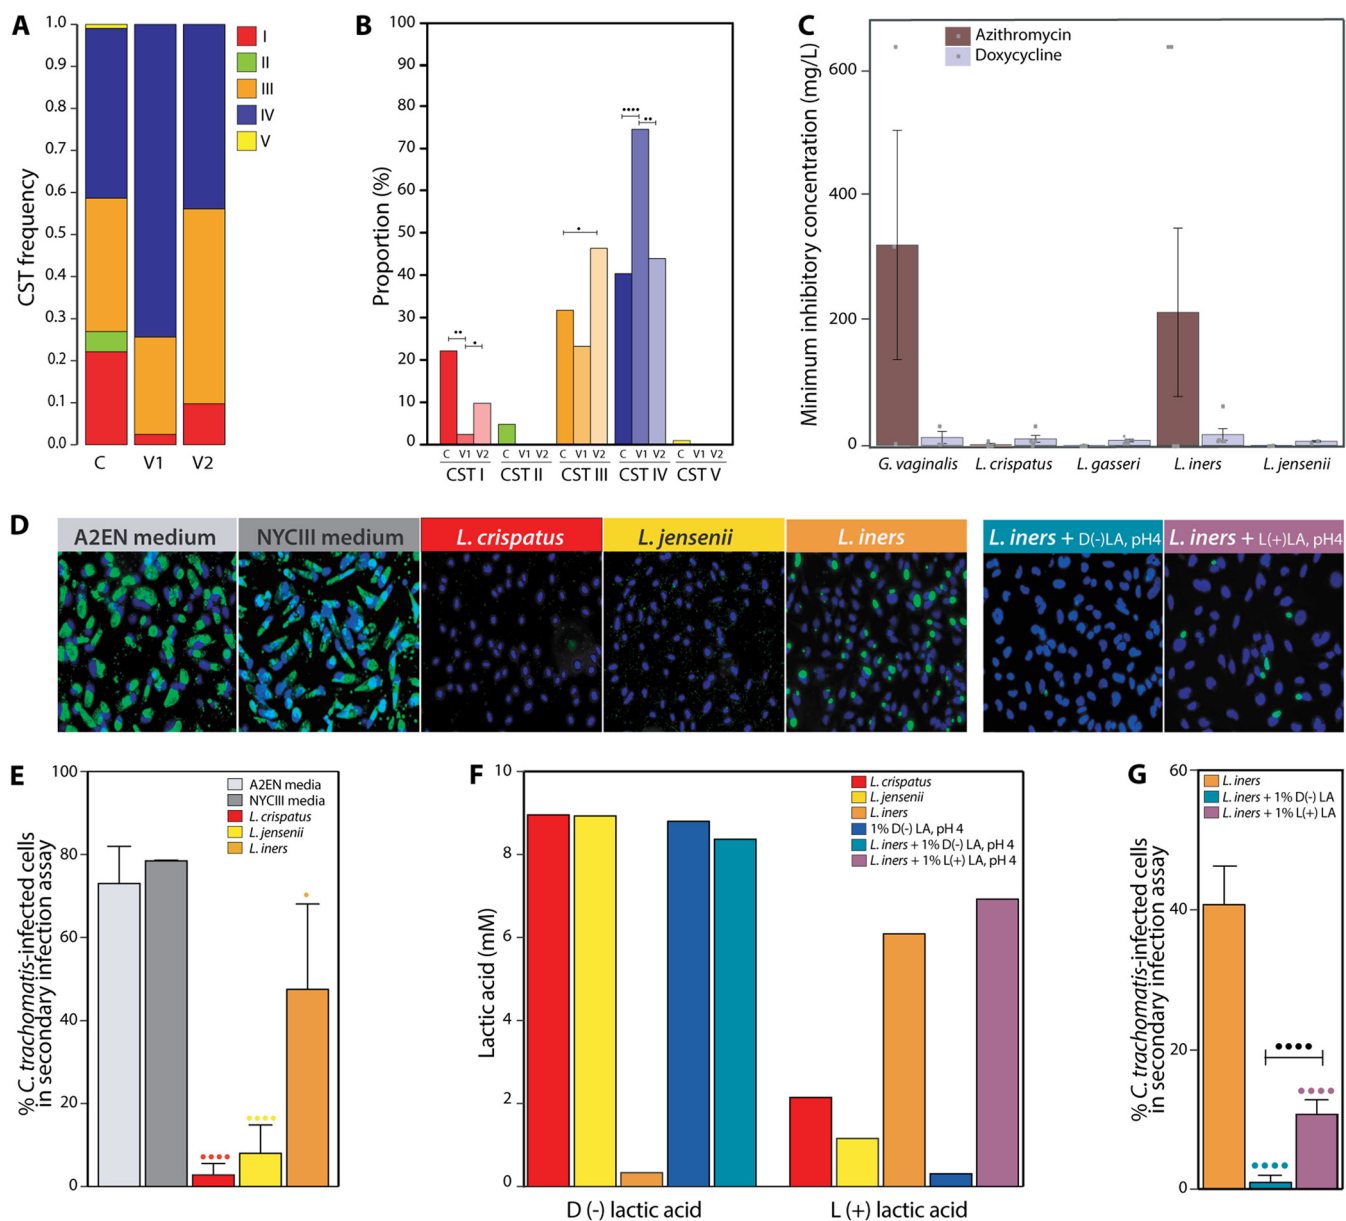 A
CST frequency
1.0
0.9
0.8
0.7
0.6
0.5
0.4
0.3
0.2
0.1
0.0
C V1 V2
I
II
III
IV
V
B
Proportion (%)
100
90
80
70
60
50
40
30
20
10
0
C V1 V2 C V1 V2 C V1 V2 C V1 V2 C V1 V2
CST I CST II CST III CST IV CST V
C
Minimum inhibitory concentration (mg/L)
600
400
200
0
Azithromycin
Doxycycline
G. vaginalis L. crispatus L. gasseri L. iners L. jensenii
D
A2EN medium NYCIII medium L. crispatus L. jensenii L. iners L. iners + D(-)LA, pH4 L. iners + L(+)LA, pH4
E
% C. trachomatis-infected cells
in secondary infection assay
100
80
60
40
20
0
A2EN media
NYCIII media
L. crispatus
L. jensenii
L. iners
F
Lactic acid (mM)
10
8
6
4
2
0
L. crispatus
L. jensenii
L. iners
1% D(-) LA, pH 4
L. iners + 1% D(-) LA, pH 4
L. iners + 1% L(+) LA, pH 4
D (-) lactic acid L (+) lactic acid
G
% C. trachomatis-infected cells
in secondary infection assay
60
40
20
0
L. iners
L. iners + 1% D(-) LA
L. iners + 1% L(+) LA